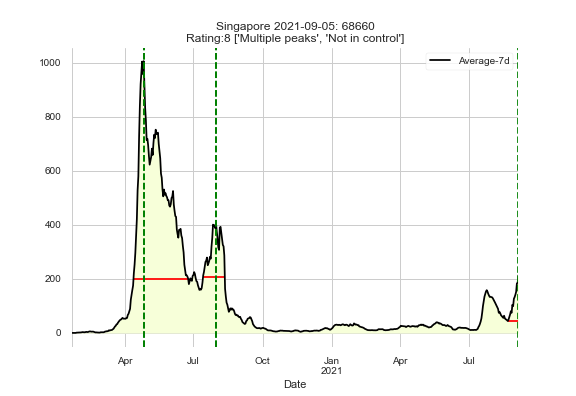 Singapore 2021-09-05: 68660
Rating:8 ['Multiple peaks', 'Not in control']
Average-7d
1000
800
600
400
200
0
Apr
Jul
Oct
Jan
2021
Apr
Jul
Date